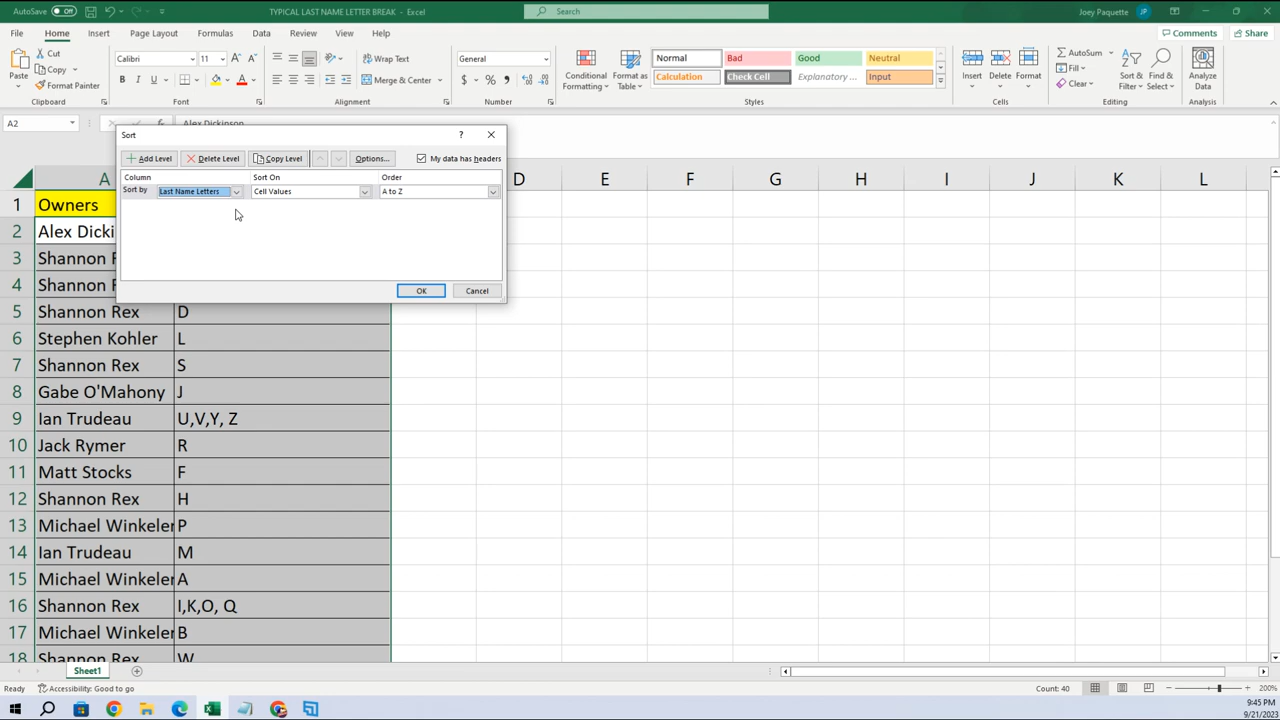 AutoSave Off
TYPICAL LAST NAME LETTER BREAK - Excel
Search
Joey Paquette
JP
File Home Insert Page Layout Formulas Data Review View Help
Comments Share
Paste
Cut
Copy
Format Painter
Clipboard
Calibri 11
B I U
Font
Wrap Text
Merge & Center
Alignment
General
$ % 9
Number
Conditional Formatting
Format as Table
Normal Bad Good Neutral
Calculation Check Cell Explanatory ... Input
Styles
Insert Delete Format
Cells
AutoSum
Fill
Clear
Sort & Filter
Find & Select
Editing
Analyze Data
Analysis
A2
Alex Dickinson
Sort
?
Add Level Delete Level Copy Level Options... My data has headers
Column Sort On Order
Sort by Last Name Letters Cell Values A to Z
OK Cancel
A D E F G H I J K L
1 Owners
2 Alex Dicki
3 Shannon R
4 Shannon R
5 Shannon Rex D
6 Stephen Kohler L
7 Shannon Rex S
8 Gabe O'Mahony J
9 Ian Trudeau U,V,Y, Z
10 Jack Rymer R
11 Matt Stocks F
12 Shannon Rex H
13 Michael Winkeler P
14 Ian Trudeau M
15 Michael Winkeler A
16 Shannon Rex I,K,O, Q
17 Michael Winkeler B
18 Shannon Rex W
Sheet1
Ready Accessibility: Good to go
Count: 40
200%
9:45 PM
9/21/2023